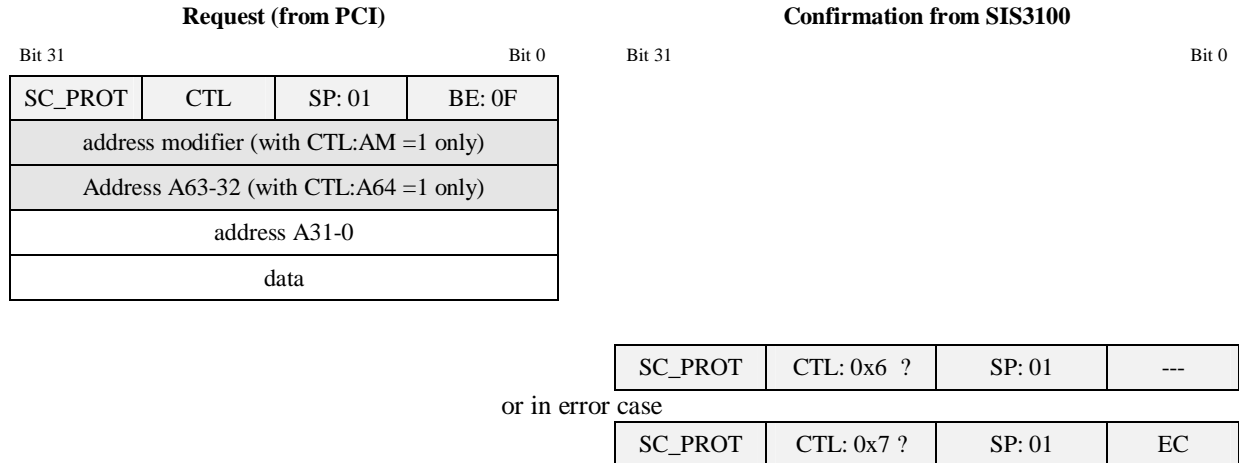 Request (from PCI)
Confirmation from SIS3100
Bit 31 Bit 0
Bit 31 Bit 0
SC_PROT CTL SP: 01 BE: 0F
address modifier (with CTL:AM =1 only)
Address A63-32 (with CTL:A64 =1 only)
address A31-0
data
SC_PROT CTL: 0x6 ? SP: 01 ---
or in error case
SC_PROT CTL: 0x7 ? SP: 01 EC